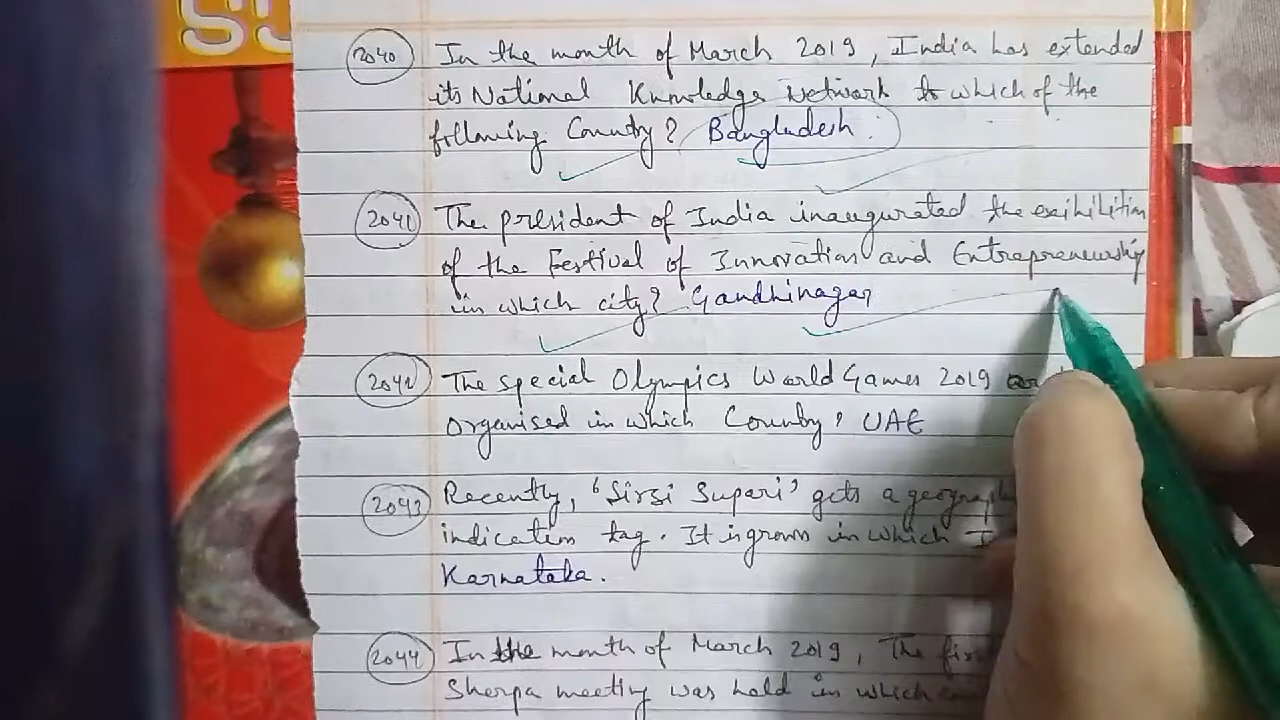 2040 In the month of March 2019, India has extended
its National Knowledge Network to which of the
following Country? Bangladesh.
2041 The president of India inaugurated the exihibition
of the Festival of Innovation and Entrepreneurship
in which city? Gandhinagar
2042 The special Olympics World Games 2019
organised in which Country? UAE
2043 Recently, 'Sirsi Supari' gets a
indication tag. It is grown in which
Karnataka.
2044 In the month of March 2019, The
Sherpa meeting was held in which